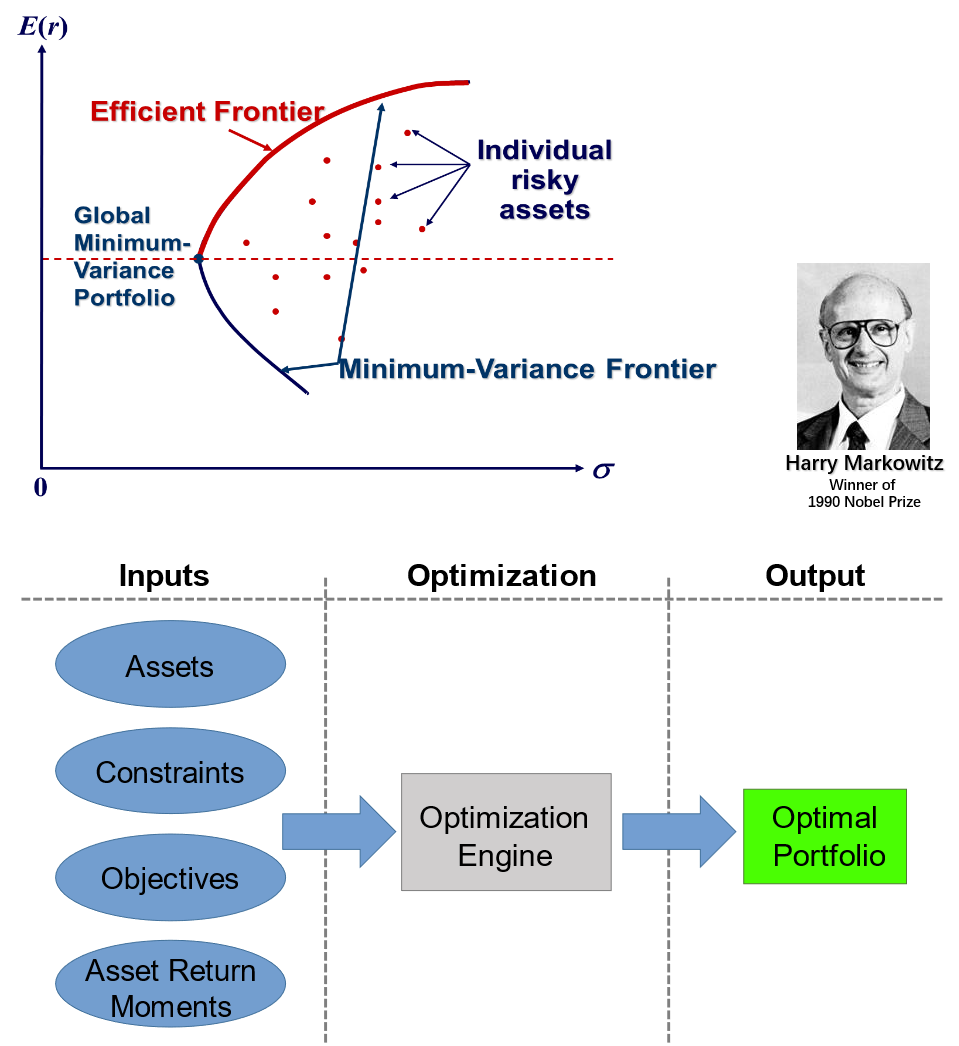 E(r)
Efficient Frontier
Individual
risky
assets
Global
Minimum-
Variance
Portfolio
Minimum-Variance Frontier
0
σ
Harry Markowitz
Winner of
1990 Nobel Prize
Inputs
Optimization
Output
Assets
Constraints
Objectives
Asset Return
Moments
Optimization
Engine
Optimal
Portfolio